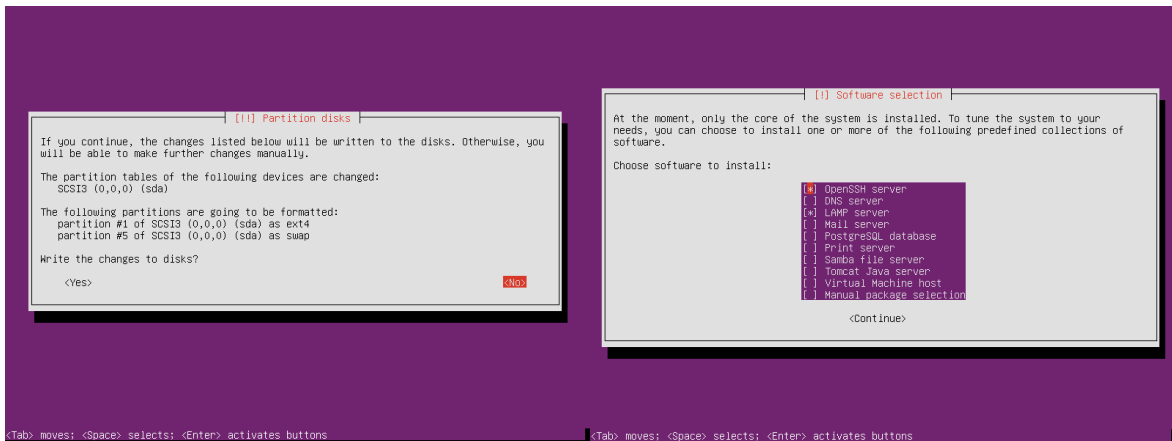 [!!] Partition disks
If you continue, the changes listed below will be written to the disks. Otherwise, you
will be able to make further changes manually.
The partition tables of the following devices are changed:
SCSI3 (0,0,0) (sda)
The following partitions are going to be formatted:
partition #1 of SCSI3 (0,0,0) (sda) as ext4
partition #5 of SCSI3 (0,0,0) (sda) as swap
Write the changes to disks?
<Yes> <No>
<Tab> moves; <Space> selects; <Enter> activates buttons
[!] Software selection
At the moment, only the core of the system is installed. To tune the system to your
needs, you can choose to install one or more of the following predefined collections of
software.
Choose software to install:
[*] OpenSSH server
[ ] DNS server
[*] LAMP server
[ ] Mail server
[ ] PostgreSQL database
[ ] Print server
[ ] Samba file server
[ ] Tomcat Java server
[ ] Virtual Machine host
[ ] Manual package selection
<Continue>
<Tab> moves; <Space> selects; <Enter> activates buttons